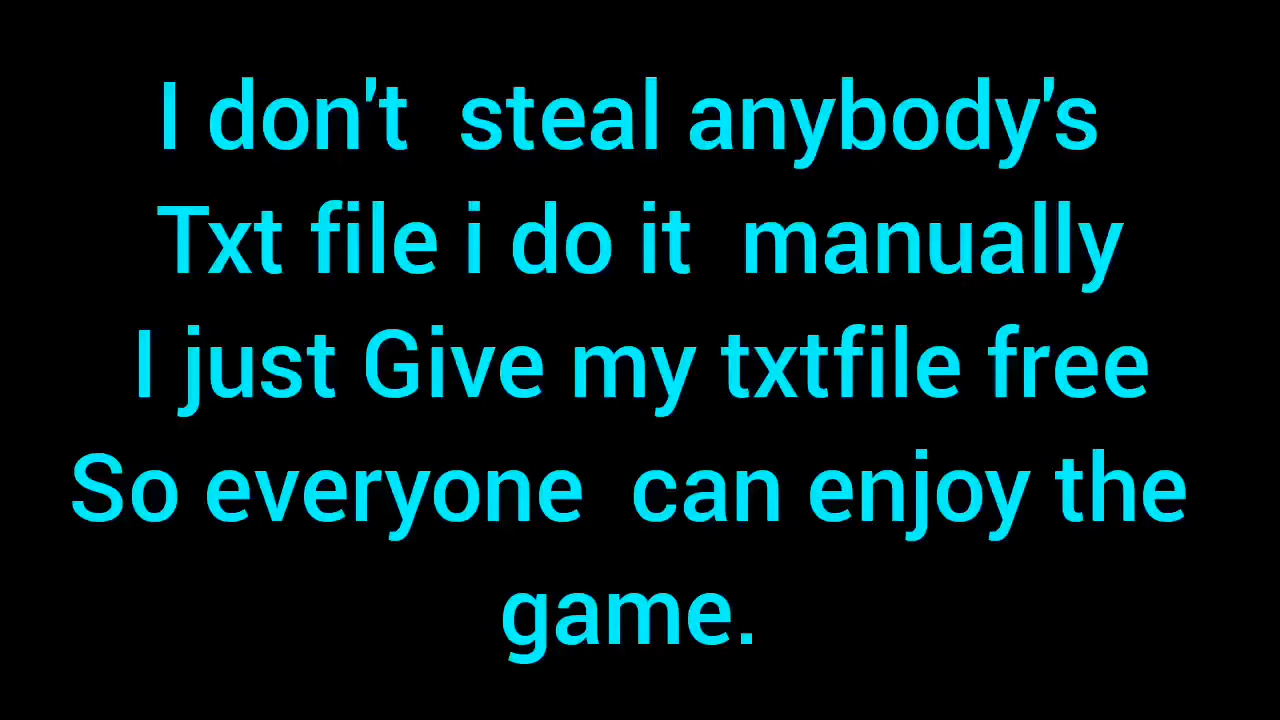 I don't  steal anybody's
Txt file i do it  manually
I just Give my txtfile free
So everyone  can enjoy the
game.